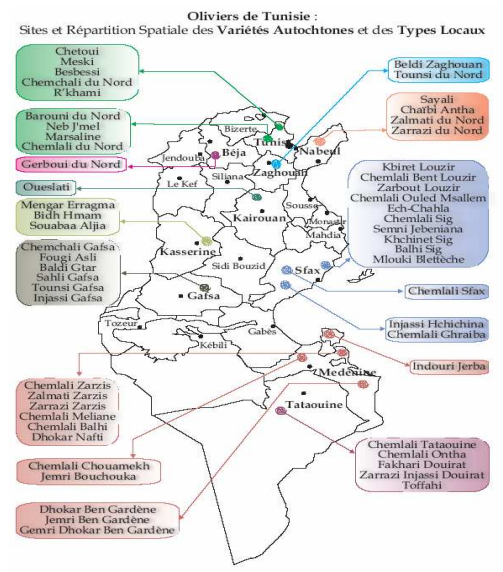 Oliviers de Tunisie :
Sites et Répartition Spatiale des Variétés Autochtones et des Types Locaux
Chetoui
Meski
Besbessi
Chemchali du Nord
R'khami
Barouni du Nord
Neb J'mel
Marsaline
Chemlali du Nord
Gerboui du Nord
Oueslati
Mengar Erragma
Bidh Hmam
Souabaa Aljia
Chemchali Gafsa
Fougi Asli
Baldi Gtar
Sahli Gafsa
Tounsi Gafsa
Injassi Gafsa
Beldi Zaghouan
Tounsi du Nord
Sayali
Chaïbi Antha
Zalmati du Nord
Zarrazi du Nord
Kbiret Louzir
Chemlali Bent Louzir
Zarbout Louzir
Chemlali Ouled Msallem
Ech-Chahla
Chemlali Sig
Semni Jebeniana
Khchinet Sig
Balhi Sig
Mlouki Blettèche
Chemlali Sfax
Injassi Hchichina
Chemlali Ghraiba
Indouri Jerba
Bizerte
Tunis
Nabeul
Jendouba
Béja
Zaghouan
Le Kef
Siliana
Sousse
Kairouan
Monastir
Mahdia
Kasserine
Sidi Bouzid
Sfax
Gafsa
Tozeur
Gabès
Kébili
Medenine
Tataouine
Chemlali Zarzis
Zalmati Zarzis
Zarrazi Zarzis
Chemlali Meliane
Chemlali Balhi
Dhokar Nafti
Chemlali Chouamekh
Jemri Bouchouka
Dhokar Ben Gardène
Jemri Ben Gardène
Gemri Dhokar Ben Gardène
Chemlali Tataouine
Chemlali Ontha
Fakhari Douirat
Zarrazi Injassi Douirat
Toffahi